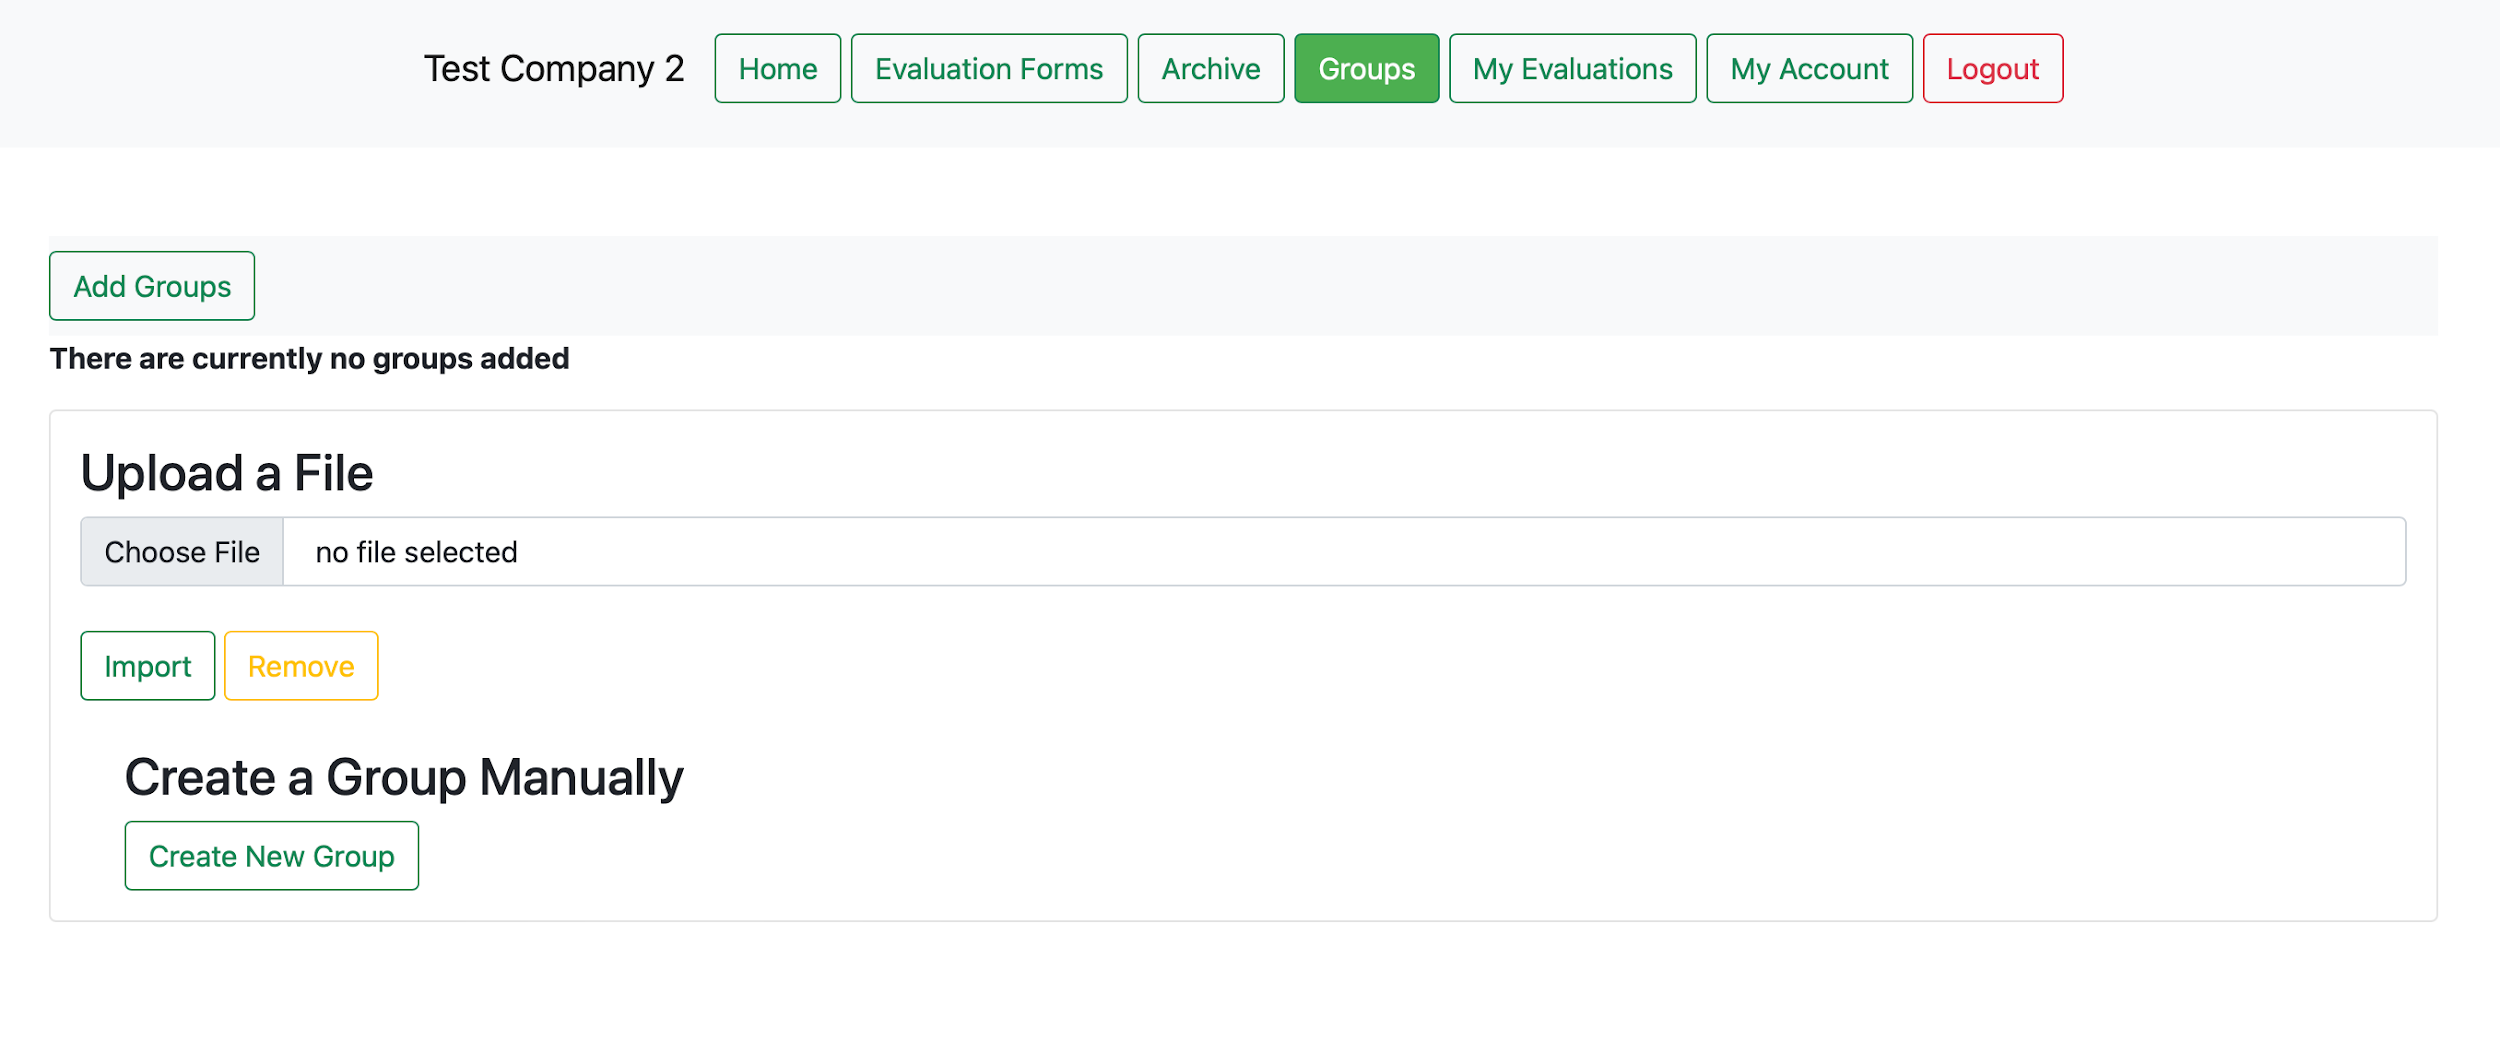 Test Company 2 Home Evaluation Forms Archive Groups My Evaluations My Account Logout
Add Groups
There are currently no groups added
Upload a File
Choose File no file selected
Import Remove
Create a Group Manually
Create New Group